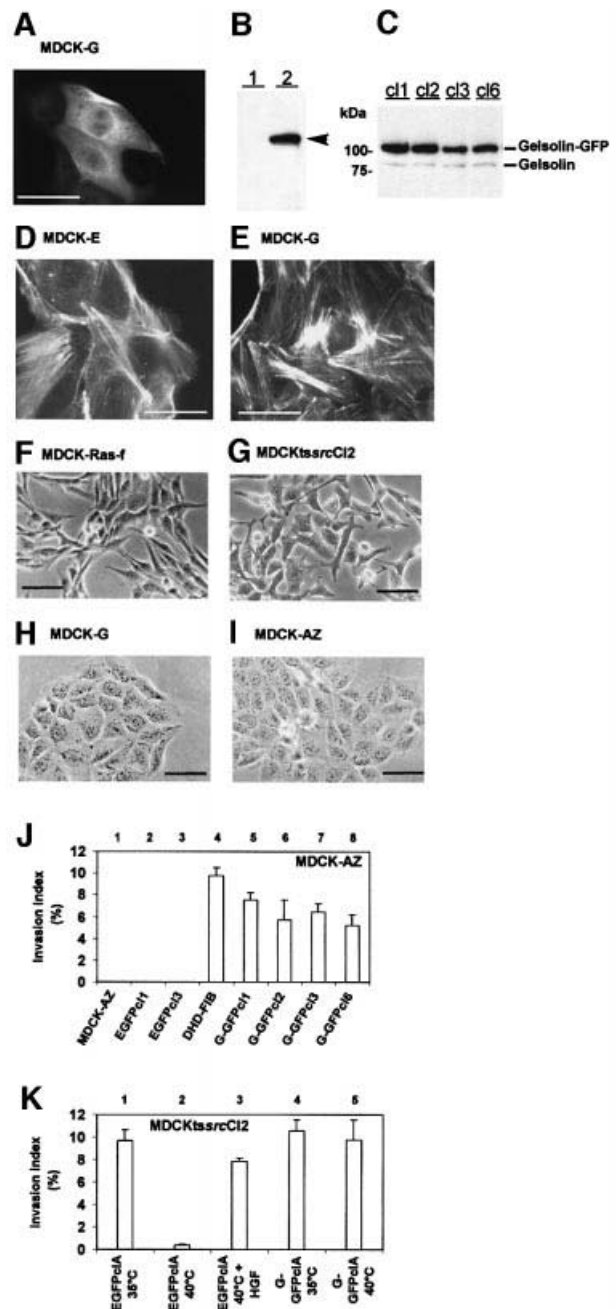 A
MDCK-G
B
1 2
C
cl1 cl2 cl3 cl6
kDa
100-
75-
Gelsolin-GFP
Gelsolin
D MDCK-E
E MDCK-G
F MDCK-Ras-f
G MDCKtssrcCl2
H MDCK-G
I MDCK-AZ
J
1 2 3 4 5 6 7 8
MDCK-AZ
Invasion index
(%)
12
10
8
6
4
2
0
MDCK-AZ
EGFPcl1
EGFPcl3
DHD-FIB
G-GFPcl1
G-GFPcl2
G-GFPcl3
G-GFPcl6
K
1 2 3 4 5
MDCKtssrcCl2
Invasion index
(%)
12
10
8
6
4
2
0
EGFPclA
35°C
EGFPclA
40°C
EGFPclA
40°C +
HGF
G-
GFPclA
35°C
G-
GFPclA
40°C